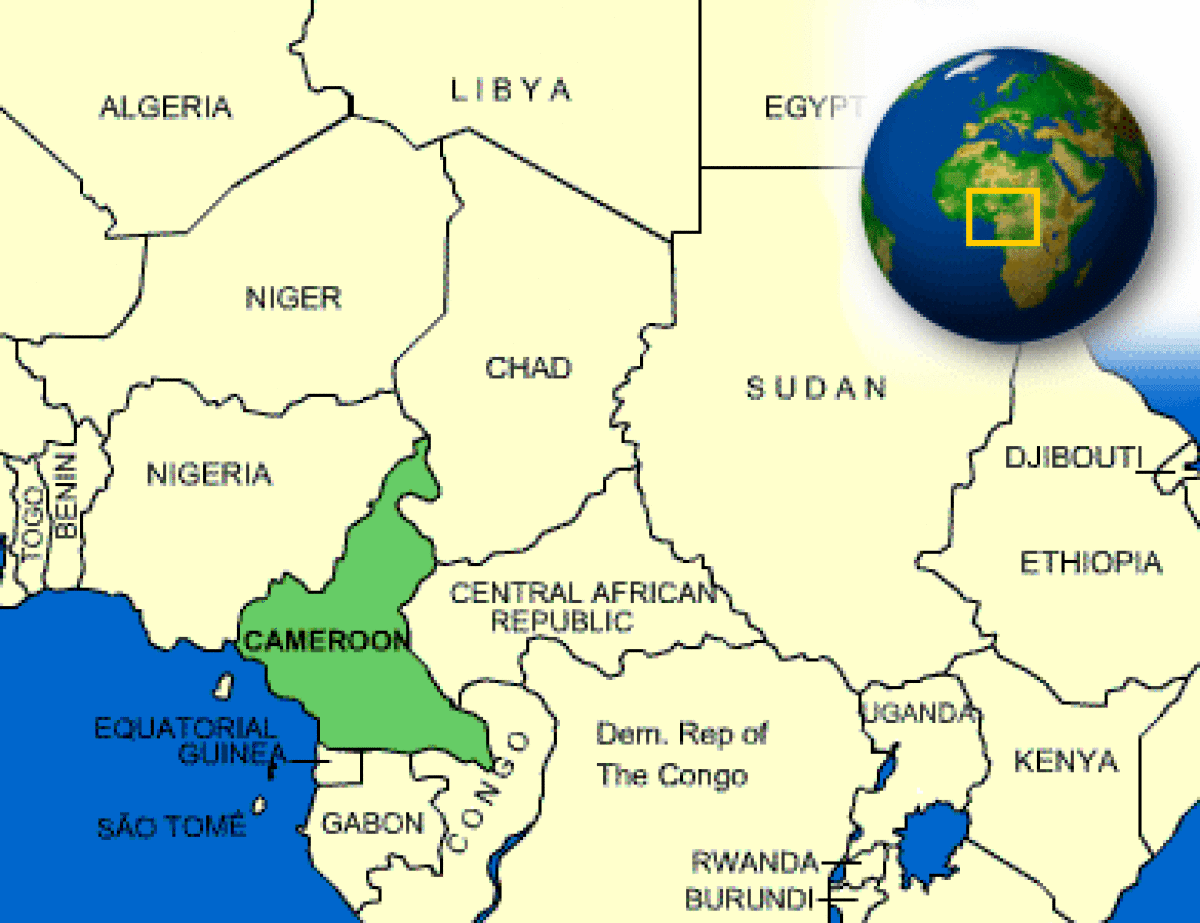 LIBYA
ALGERIA
EGYPT
NIGER
CHAD
SUDAN
NIGERIA
DJIBOUTI
TOGO
BENIN
ETHIOPIA
CENTRAL AFRICAN
REPUBLIC
CAMEROON
UGANDA
EQUATORIAL
GUINEA
Dem. Rep of
The Congo
KENYA
CONGO
SÃO TOMÉ
GABON
RWANDA
BURUNDI